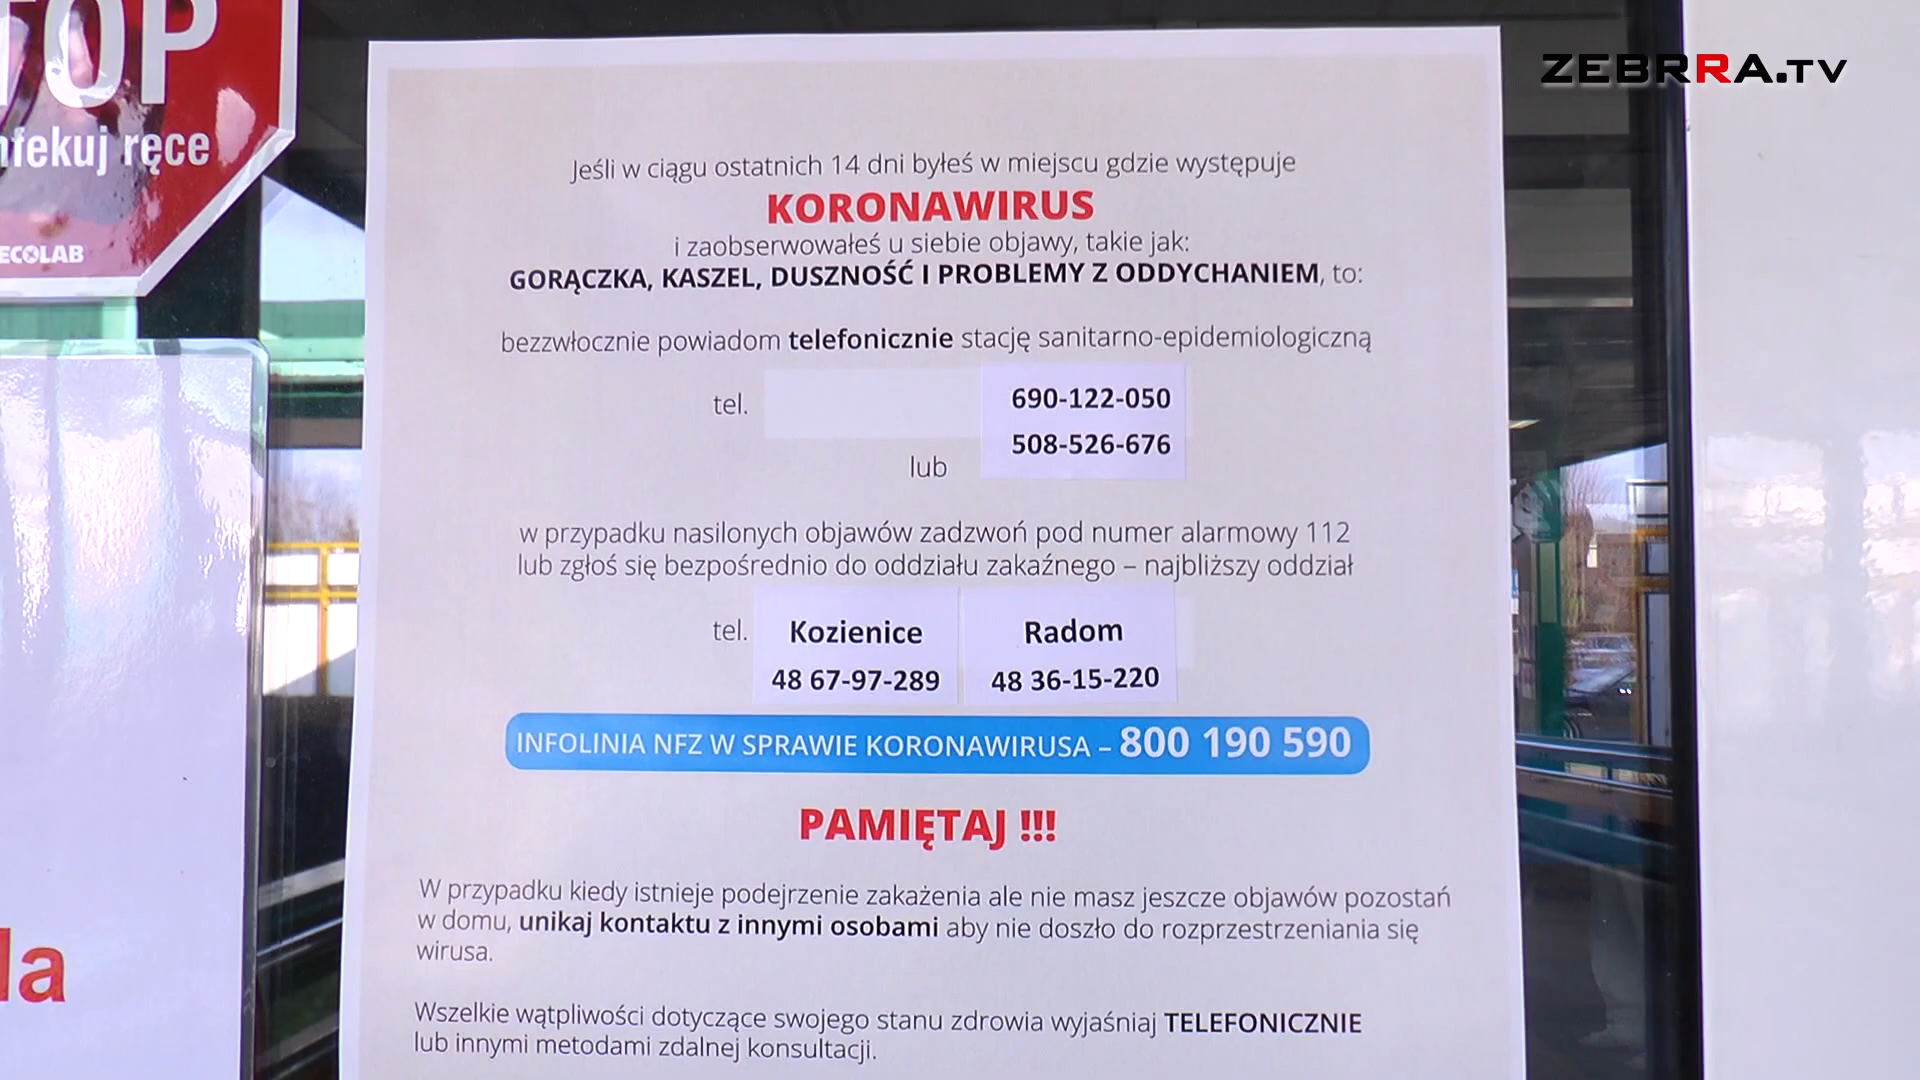 ZEBRRA.TV
TOP
nfekuj ręce
ECOLAB
la
Jeśli w ciągu ostatnich 14 dni byłeś w miejscu gdzie występuje
KORONAWIRUS
i zaobserwowałeś u siebie objawy, takie jak:
GORĄCZKA, KASZEL, DUSZNOŚĆ I PROBLEMY Z ODDYCHANIEM, to:
bezzwłocznie powiadom telefonicznie stację sanitarno-epidemiologiczną
tel. 690-122-050
508-526-676
lub
w przypadku nasilonych objawów zadzwoń pod numer alarmowy 112
lub zgłoś się bezpośrednio do oddziału zakaźnego – najbliższy oddział
tel. Kozienice Radom
48 67-97-289 48 36-15-220
INFOLINIA NFZ W SPRAWIE KORONAWIRUSA – 800 190 590
PAMIĘTAJ !!!
W przypadku kiedy istnieje podejrzenie zakażenia ale nie masz jeszcze objawów pozostań
w domu, unikaj kontaktu z innymi osobami aby nie doszło do rozprzestrzeniania się
wirusa.
Wszelkie wątpliwości dotyczące swojego stanu zdrowia wyjaśniaj TELEFONICZNIE
lub innymi metodami zdalnej konsultacji.